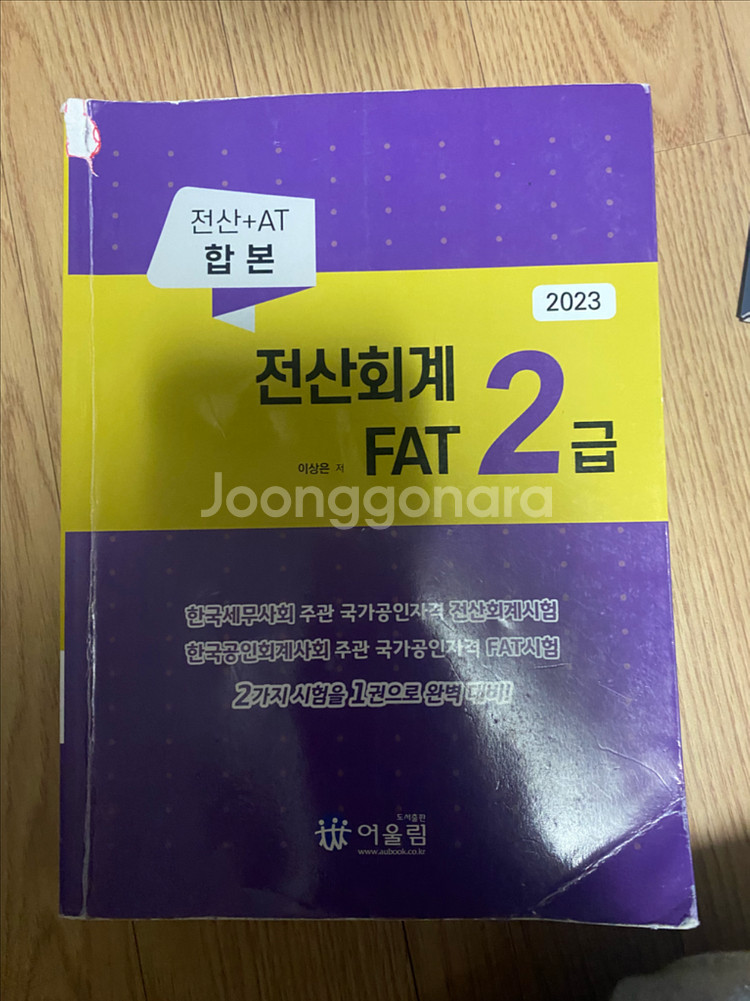 전산+AT
합본
2023
전산회계
FAT 2급
이상은 저
Joonggonara
한국세무사회 주관 국가공인자격 전산회계시험
한국공인회계사회 주관 국가공인자격 FAT시험
2가지 시험을 1권으로 완벽 대비!
도서출판
어울림
www.aubook.co.kr